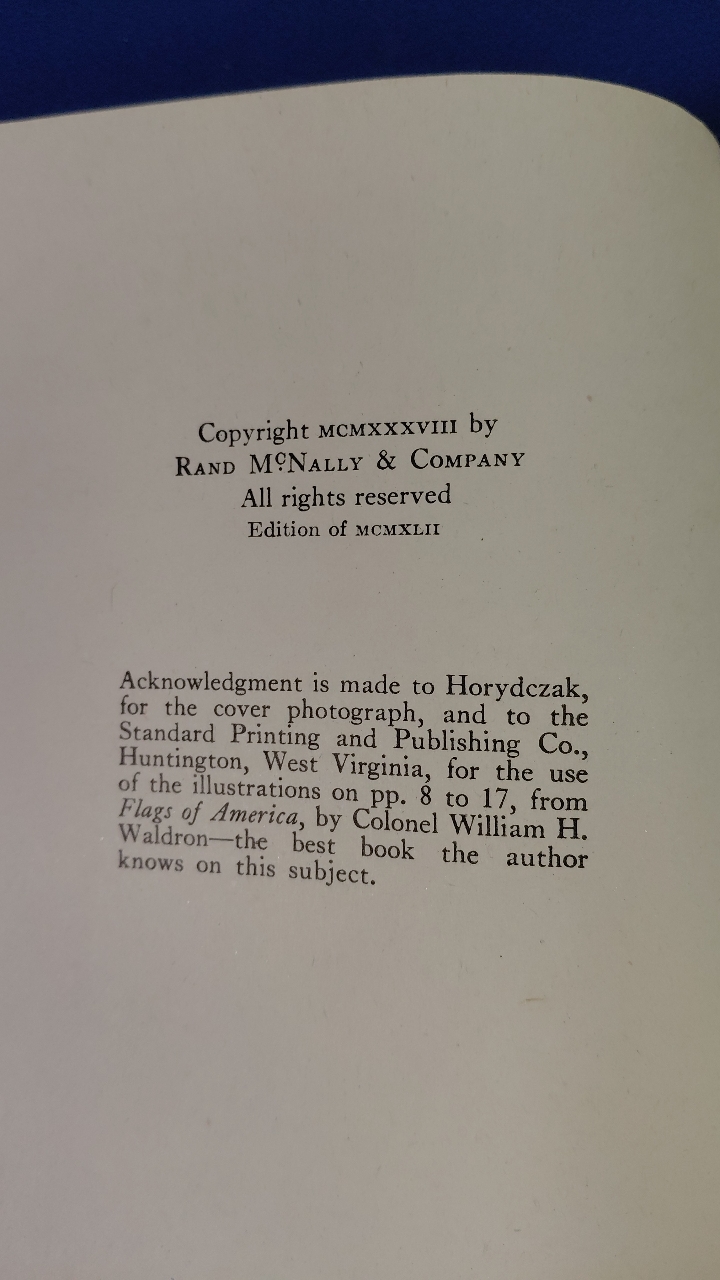 Copyright MCMXXXVIII by
RAND MCNALLY & COMPANY
All rights reserved
Edition of MCMXLII
Acknowledgment is made to Horydczak,
for the cover photograph, and to the
Standard Printing and Publishing Co.,
Huntington, West Virginia, for the use
of the illustrations on pp. 8 to 17, from
Flags of America, by Colonel William H.
Waldron—the best book the author
knows on this subject.